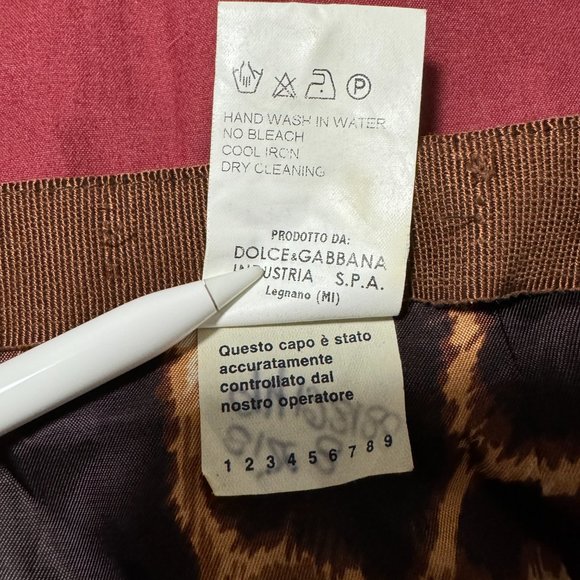 P
HAND WASH IN WATER
NO BLEACH
COOL IRON
DRY CLEANING
PRODOTTO DA:
DOLCE&GABBANA
INDUSTRIA S.P.A.
Legnano (MI)
Questo capo è stato
accuratamente
controllato dai
nostro operatore
1 2 3 4 5 6 7 8 9